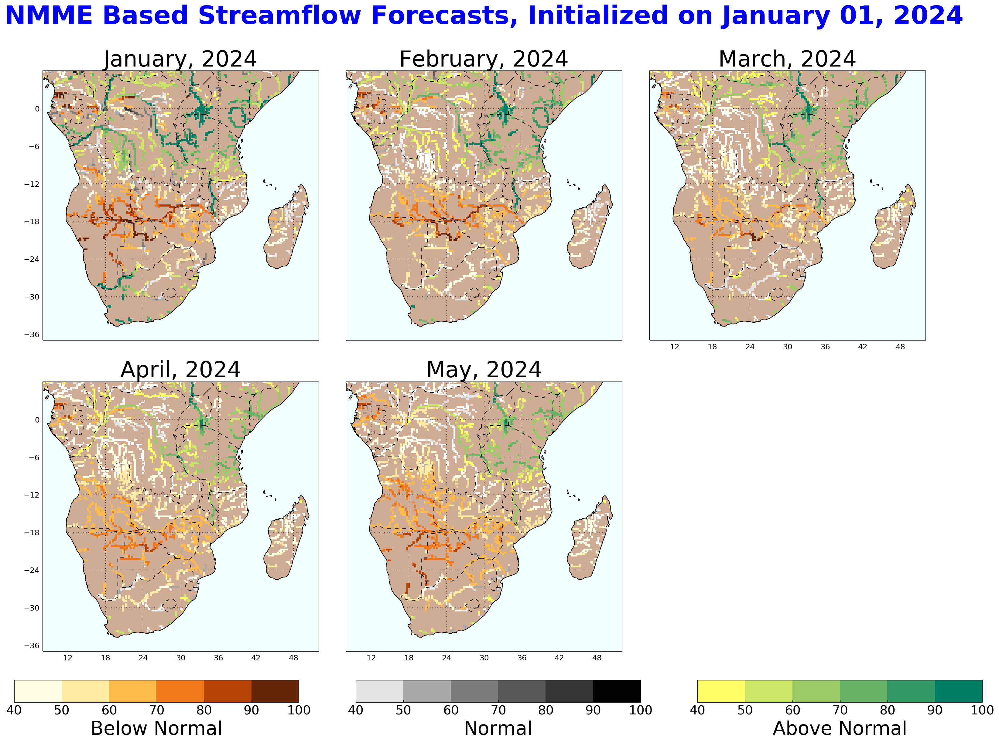 NMME Based Streamflow Forecasts, Initialized on January 01, 2024
January, 2024
February, 2024
March, 2024
0
−6
−12
−18
−24
−30
−36
12 18 24 30 36 42 48
April, 2024
May, 2024
0
−6
−12
−18
−24
−30
−36
12 18 24 30 36 42 48
12 18 24 30 36 42 48
40 50 60 70 80 90 100
Below Normal
40 50 60 70 80 90 100
Normal
40 50 60 70 80 90 100
Above Normal